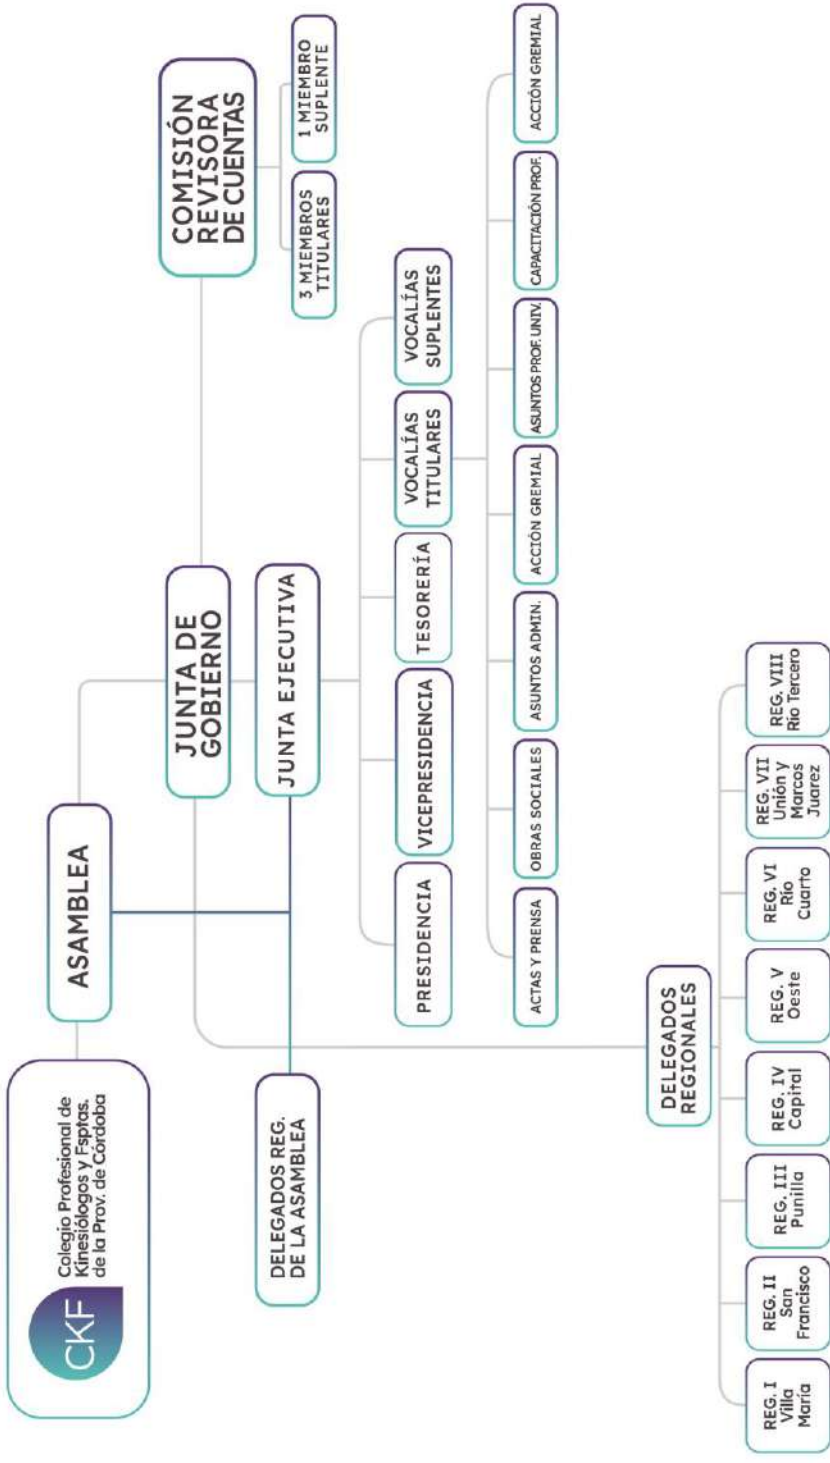 CKF
Colegio Profesional de
Kinesiólogos y Fsptas.
de la Prov. de Córdoba
ASAMBLEA
JUNTA DE
GOBIERNO
COMISIÓN
REVISORA
DE CUENTAS
3 MIEMBROS
TITULARES
1 MIEMBRO
SUPLENTE
DELEGADOS REG.
DE LA ASAMBLEA
JUNTA EJECUTIVA
PRESIDENCIA
VICEPRESIDENCIA
TESORERÍA
VOCALÍAS
TITULARES
VOCALÍAS
SUPLENTES
ACTAS Y PRENSA
OBRAS SOCIALES
ASUNTOS ADMIN.
ACCIÓN GREMIAL
ASUNTOS PROF. UNIV.
CAPACITACIÓN PROF.
ACCIÓN GREMIAL
DELEGADOS
REGIONALES
REG. I
Villa
María
REG. II
San
Francisco
REG. III
Punilla
REG. IV
Capital
REG. V
Oeste
REG. VI
Río
Cuarto
REG. VII
Unión y
Marcos
Juarez
REG. VIII
Río Tercero